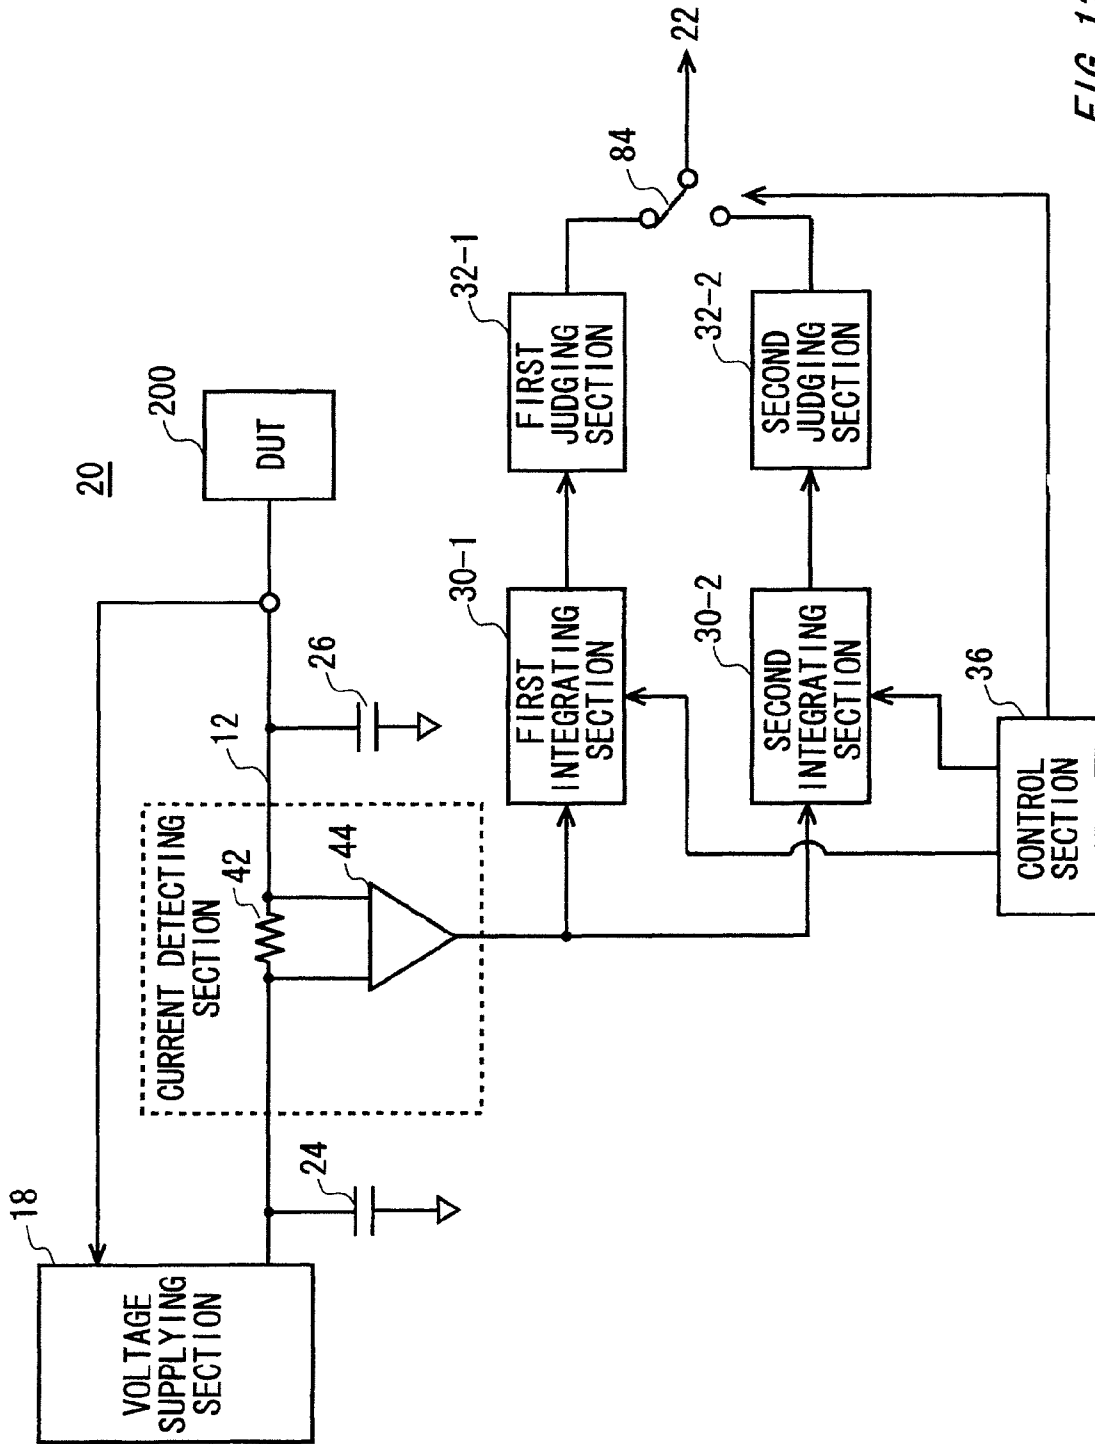 20
18
VOLTAGE
SUPPLYING
SECTION
24
CURRENT DETECTING
SECTION
42
44
12
26
200
DUT
30-1
FIRST
INTEGRATING
SECTION
32-1
FIRST
JUDGING
SECTION
84
22
30-2
SECOND
INTEGRATING
SECTION
32-2
SECOND
JUDGING
SECTION
36
CONTROL
SECTION
FIG.